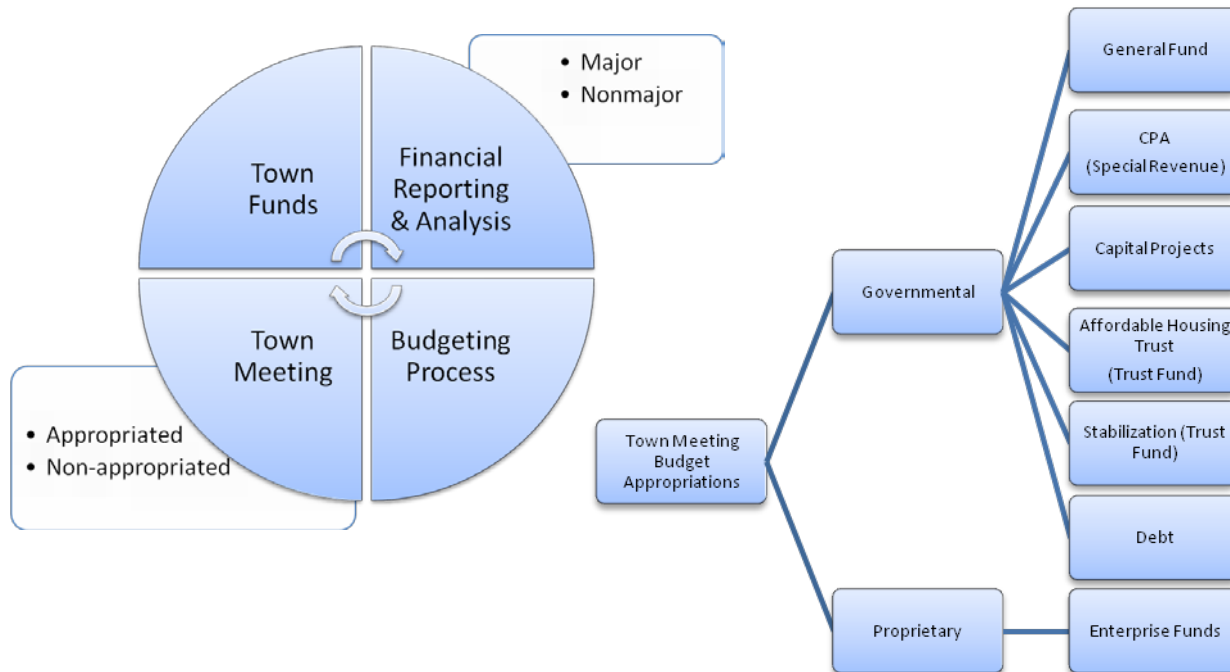 • Major
• Nonmajor
Town
Funds
Financial
Reporting
& Analysis
Town
Meeting
Budgeting
Process
• Appropriated
• Non-appropriated
Town Meeting
Budget
Appropriations
Governmental
Proprietary
General Fund
CPA
(Special Revenue)
Capital Projects
Affordable Housing
Trust
(Trust Fund)
Stabilization (Trust
Fund)
Debt
Enterprise Funds